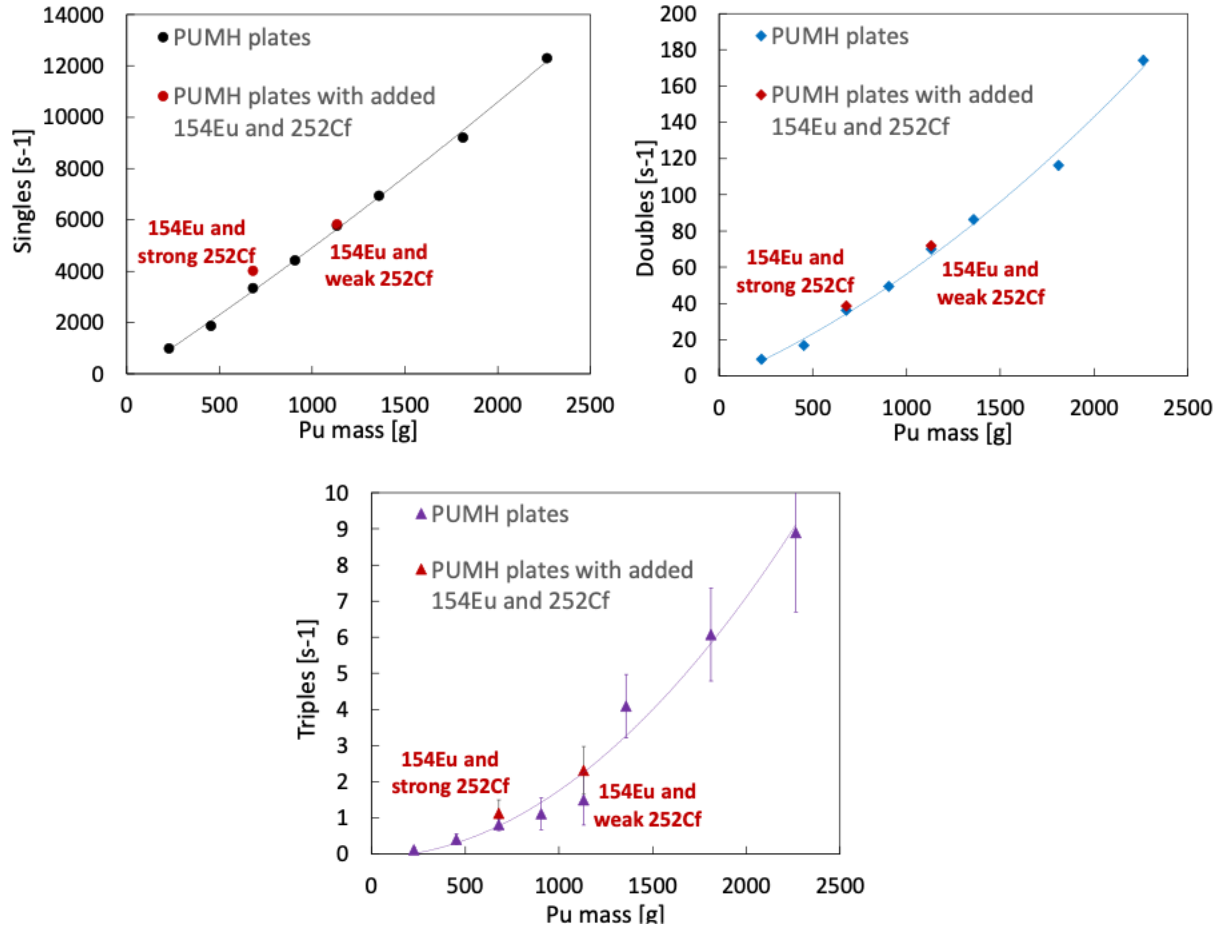 14000
12000
10000
8000
6000
4000
2000
0
Singles [s-1]
PUMH plates
PUMH plates with added
154Eu and 252Cf
154Eu and
strong 252Cf
154Eu and
weak 252Cf
0
500
1000
1500
2000
2500
Pu mass [g]
200
180
160
140
120
100
80
60
40
20
0
Doubles [s-1]
PUMH plates
PUMH plates with added
154Eu and 252Cf
154Eu and
strong 252Cf
154Eu and
weak 252Cf
0
500
1000
1500
2000
2500
Pu mass [g]
10
9
8
7
6
5
4
3
2
1
0
Triples [s-1]
PUMH plates
PUMH plates with added
154Eu and 252Cf
154Eu and
strong 252Cf
154Eu and
weak 252Cf
0
500
1000
1500
2000
2500
Pu mass [g]